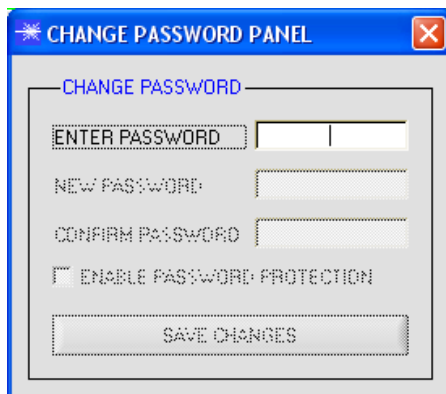 CHANGE PASSWORD PANEL
CHANGE PASSWORD
ENTER PASSWORD
NEW PASSWORD
CONFIRM PASSWORD
ENABLE PASSWORD PROTECTION
SAVE CHANGES